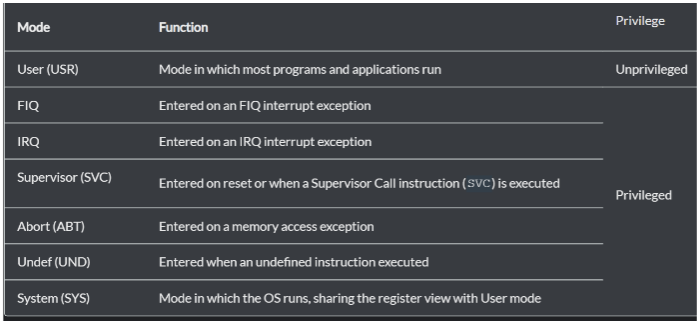 Mode Function Privilege
User (USR) Mode in which most programs and applications run Unprivileged
FIQ Entered on an FIQ interrupt exception
IRQ Entered on an IRQ interrupt exception
Supervisor (SVC) Entered on reset or when a Supervisor Call instruction (SVC) is executed
Privileged
Abort (ABT) Entered on a memory access exception
Undef (UND) Entered when an undefined instruction executed
System (SYS) Mode in which the OS runs, sharing the register view with User mode